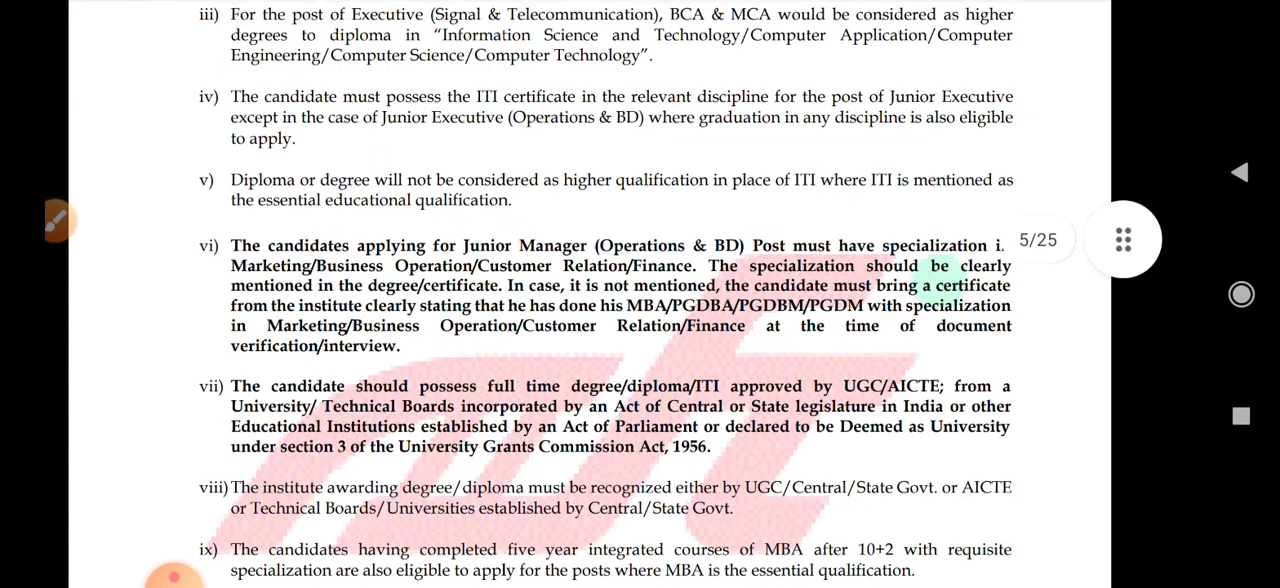 iii) For the post of Executive (Signal & Telecommunication), BCA & MCA would be considered as higher
degrees to diploma in “Information Science and Technology/Computer Application/Computer
Engineering/Computer Science/Computer Technology”.
iv) The candidate must possess the ITI certificate in the relevant discipline for the post of Junior Executive
except in the case of Junior Executive (Operations & BD) where graduation in any discipline is also eligible
to apply.
v) Diploma or degree will not be considered as higher qualification in place of ITI where ITI is mentioned as
the essential educational qualification.
vi) The candidates applying for Junior Manager (Operations & BD) Post must have specialization i.
5/25
Marketing/Business Operation/Customer Relation/Finance. The specialization should be clearly
mentioned in the degree/certificate. In case, it is not mentioned, the candidate must bring a certificate
from the institute clearly stating that he has done his MBA/PGDBA/PGDBM/PGDM with specialization
in Marketing/Business Operation/Customer Relation/Finance at the time of document
verification/interview.
vii) The candidate should possess full time degree/diploma/ITI approved by UGC/AICTE; from a
University/ Technical Boards incorporated by an Act of Central or State legislature in India or other
Educational Institutions established by an Act of Parliament or declared to be Deemed as University
under section 3 of the University Grants Commission Act, 1956.
viii) The institute awarding degree/diploma must be recognized either by UGC/Central/State Govt. or AICTE
or Technical Boards/Universities established by Central/State Govt.
ix) The candidates having completed five year integrated courses of MBA after 10+2 with requisite
specialization are also eligible to apply for the posts where MBA is the essential qualification.